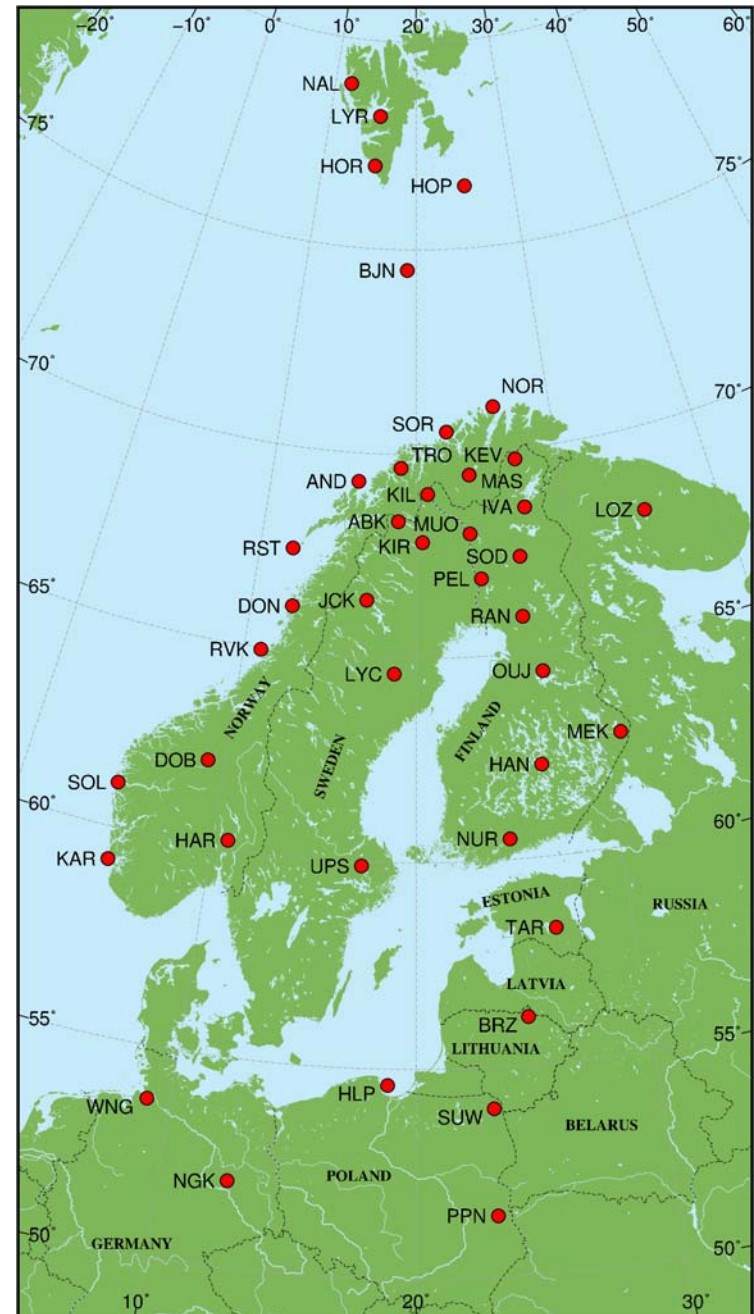 −20° −10° 0° 10° 20° 30° 40° 50° 60°
NAL
75°
LYR
75°
HOR
HOP
BJN
70°
70°
NOR
SOR
TRO KEV
AND
MAS
KIL
IVA
LOZ
ABK MUO
KIR
RST
SOD
PEL
65°
JCK
65°
DON
RAN
RVK
LYC
OUJ
NORWAY
FINLAND
MEK
SWEDEN
DOB
HAN
SOL
60°
60°
HAR
NUR
KAR
UPS
ESTONIA
RUSSIA
TAR
LATVIA
55°
BRZ
55°
LITHUANIA
HLP
WNG
SUW
BELARUS
POLAND
NGK
PPN
50°
GERMANY
50°
10° 20° 30°